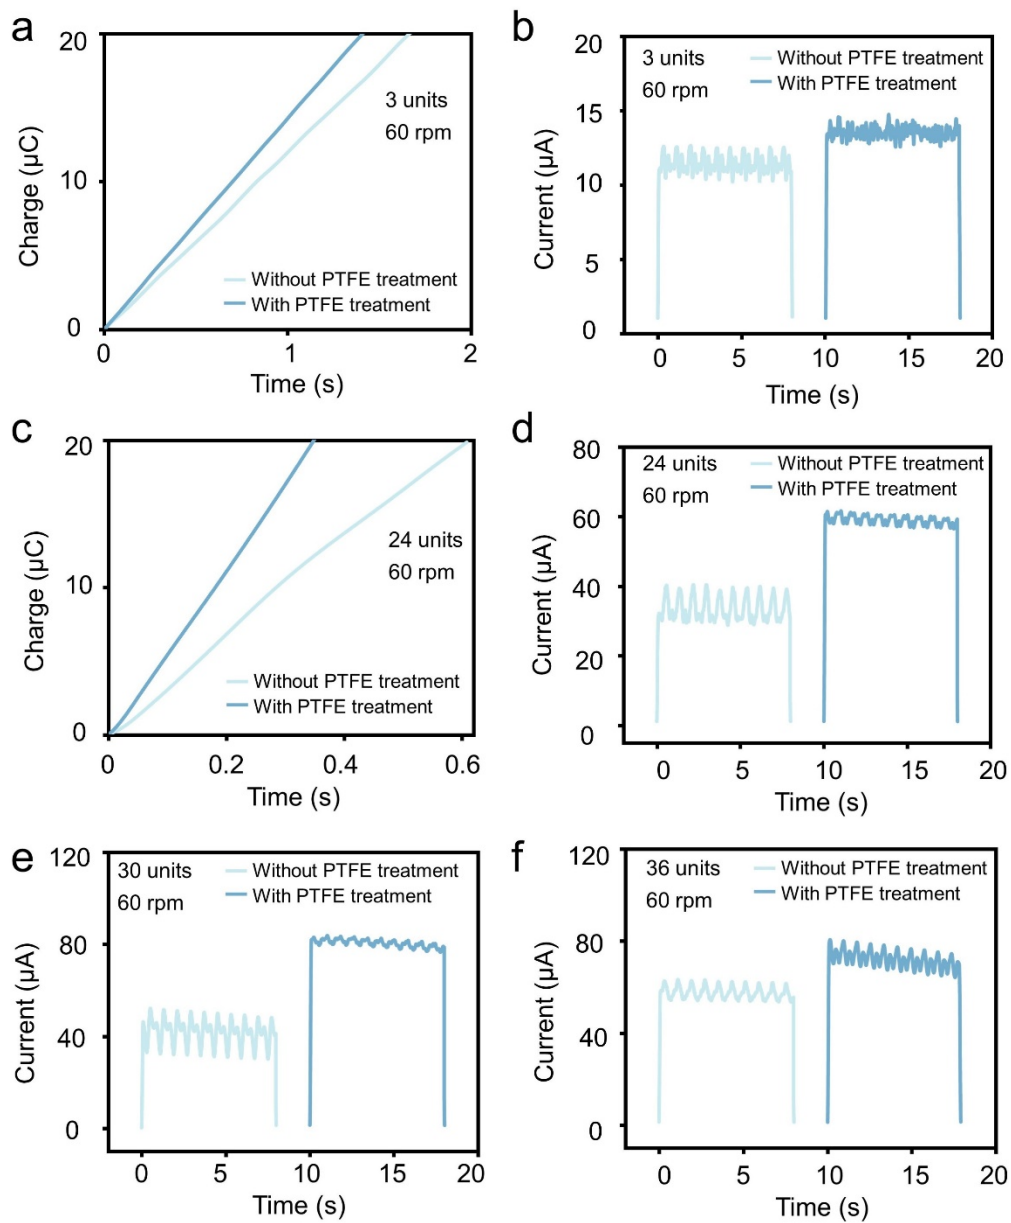 a
20
10
0
Charge (μC)
3 units
60 rpm
Without PTFE treatment
With PTFE treatment
0
1
2
Time (s)
b
20
15
10
5
0
Current (μA)
3 units
60 rpm
Without PTFE treatment
With PTFE treatment
0
5
10
15
20
Time (s)
c
20
10
0
Charge (μC)
24 units
60 rpm
Without PTFE treatment
With PTFE treatment
0
0.2
0.4
0.6
Time (s)
d
80
60
40
20
0
Current (μA)
24 units
60 rpm
Without PTFE treatment
With PTFE treatment
0
5
10
15
20
Time (s)
e
120
80
40
0
Current (μA)
30 units
60 rpm
Without PTFE treatment
With PTFE treatment
0
5
10
15
20
Time (s)
f
120
80
40
0
Current (μA)
36 units
60 rpm
Without PTFE treatment
With PTFE treatment
0
5
10
15
20
Time (s)